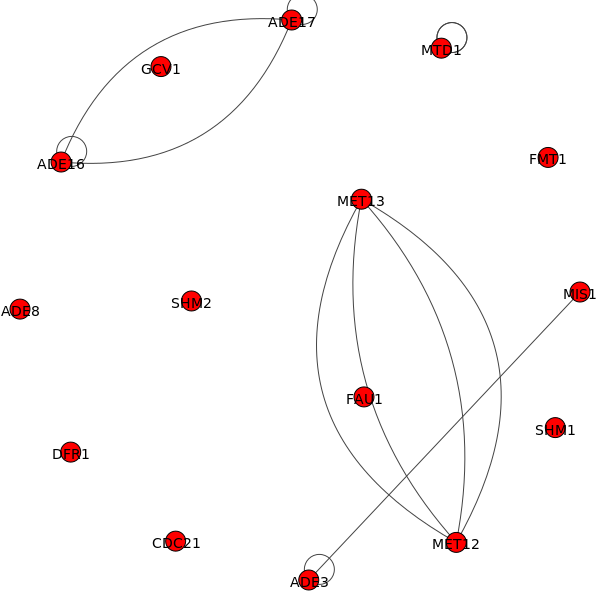 ADE17
MTD1
GCV1
FMT1
ADE16
MET13
MIS1
SHM2
ADE8
FAU1
SHM1
DFR1
CDC21
MET12
ADE3